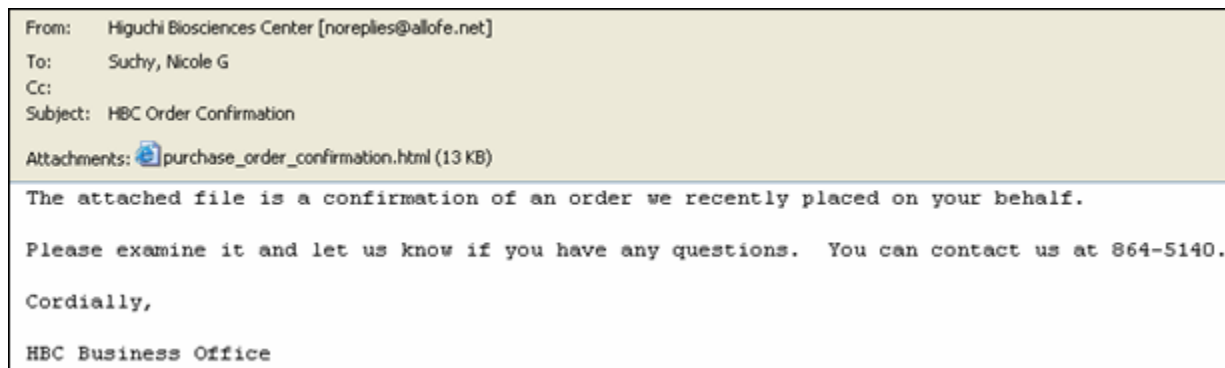 From: Higuchi Biosciences Center [noreplies@allofe.net]
To: Suchy, Nicole G
Cc:
Subject: HBC Order Confirmation
Attachments: purchase_order_confirmation.html (13 KB)
The attached file is a confirmation of an order we recently placed on your behalf.
Please examine it and let us know if you have any questions.  You can contact us at 864-5140.
Cordially,
HBC Business Office